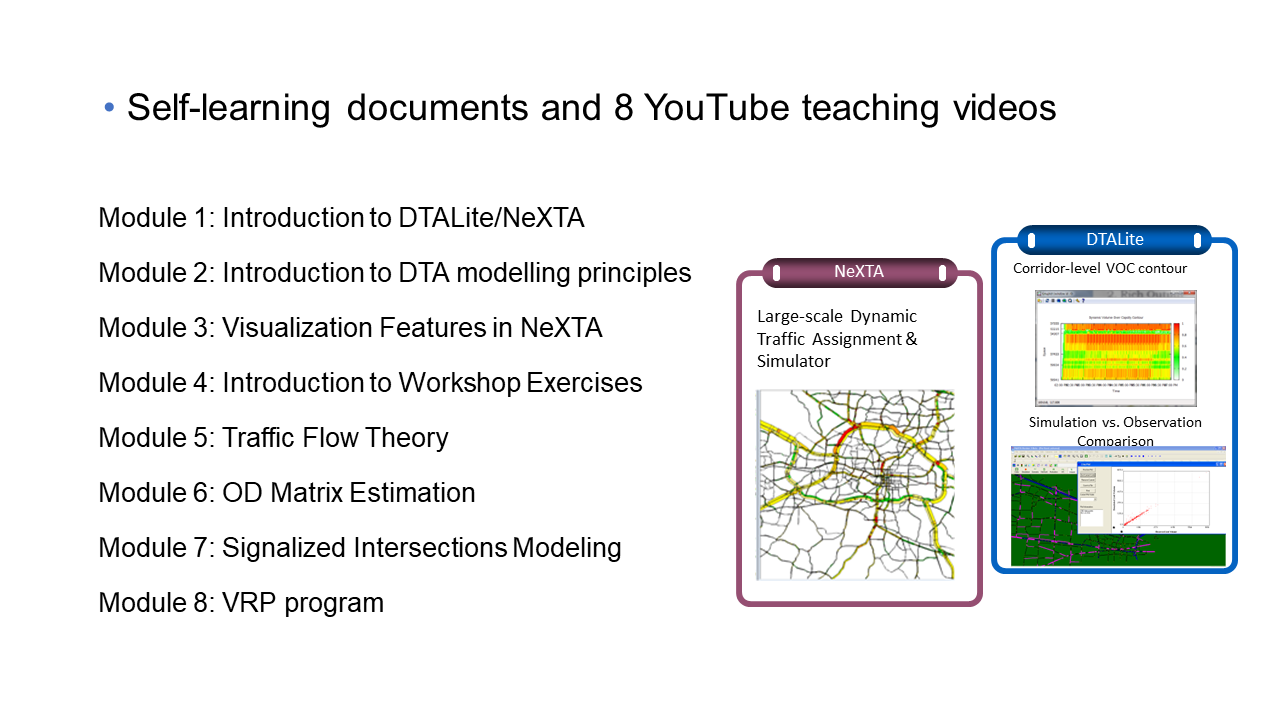 • Self-learning documents and 8 YouTube teaching videos
Module 1: Introduction to DTALite/NeXTA
Module 2: Introduction to DTA modelling principles
Module 3: Visualization Features in NeXTA
Module 4: Introduction to Workshop Exercises
Module 5: Traffic Flow Theory
Module 6: OD Matrix Estimation
Module 7: Signalized Intersections Modeling
Module 8: VRP program
NeXTA
Large-scale Dynamic
Traffic Assignment &
Simulator
DTALite
Corridor-level VOC contour
Time
Simulation vs. Observation
Comparison